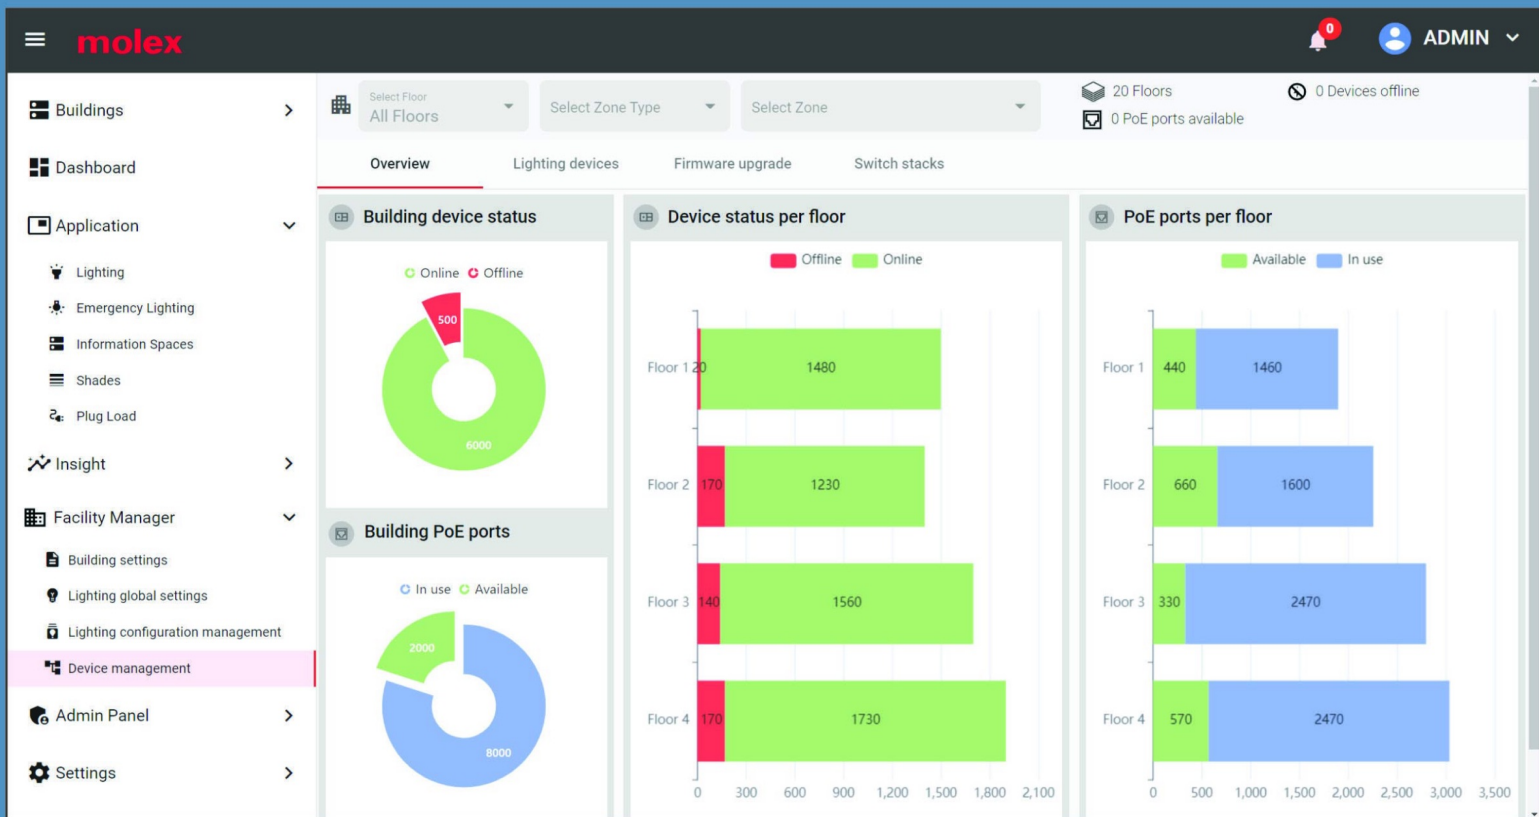 molex
0
ADMIN
Buildings
Dashboard
Application
Lighting
Emergency Lighting
Information Spaces
Shades
Plug Load
Insight
Facility Manager
Building settings
Lighting global settings
Lighting configuration management
Device management
Admin Panel
Settings
Select Floor
All Floors
Select Zone Type
Select Zone
20 Floors
0 Devices offline
0 PoE ports available
Overview Lighting devices Firmware upgrade Switch stacks
Building device status
Online Offline
500
6000
Building PoE ports
In use Available
2000
8000
Device status per floor
Offline Online
Floor 1 20 1480
Floor 2 170 1230
Floor 3 140 1560
Floor 4 170 1730
0 300 600 900 1,200 1,500 1,800 2,100
PoE ports per floor
Available In use
Floor 1 440 1460
Floor 2 660 1600
Floor 3 330 2470
Floor 4 570 2470
0 500 1,000 1,500 2,000 2,500 3,000 3,500